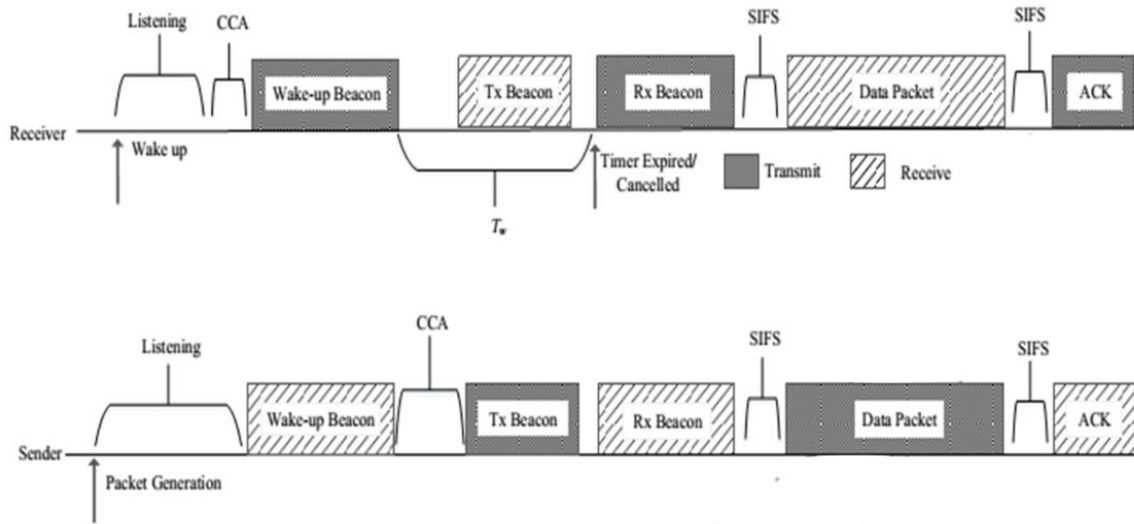 Listening
CCA
SIFS
SIFS
Wake-up Beacon
Tx Beacon
Rx Beacon
Data Packet
ACK
Receiver
Wake up
Timer Expired/
Cancelled
Transmit
Receive
Tw
Listening
CCA
SIFS
SIFS
Wake-up Beacon
Tx Beacon
Rx Beacon
Data Packet
ACK
Sender
Packet Generation